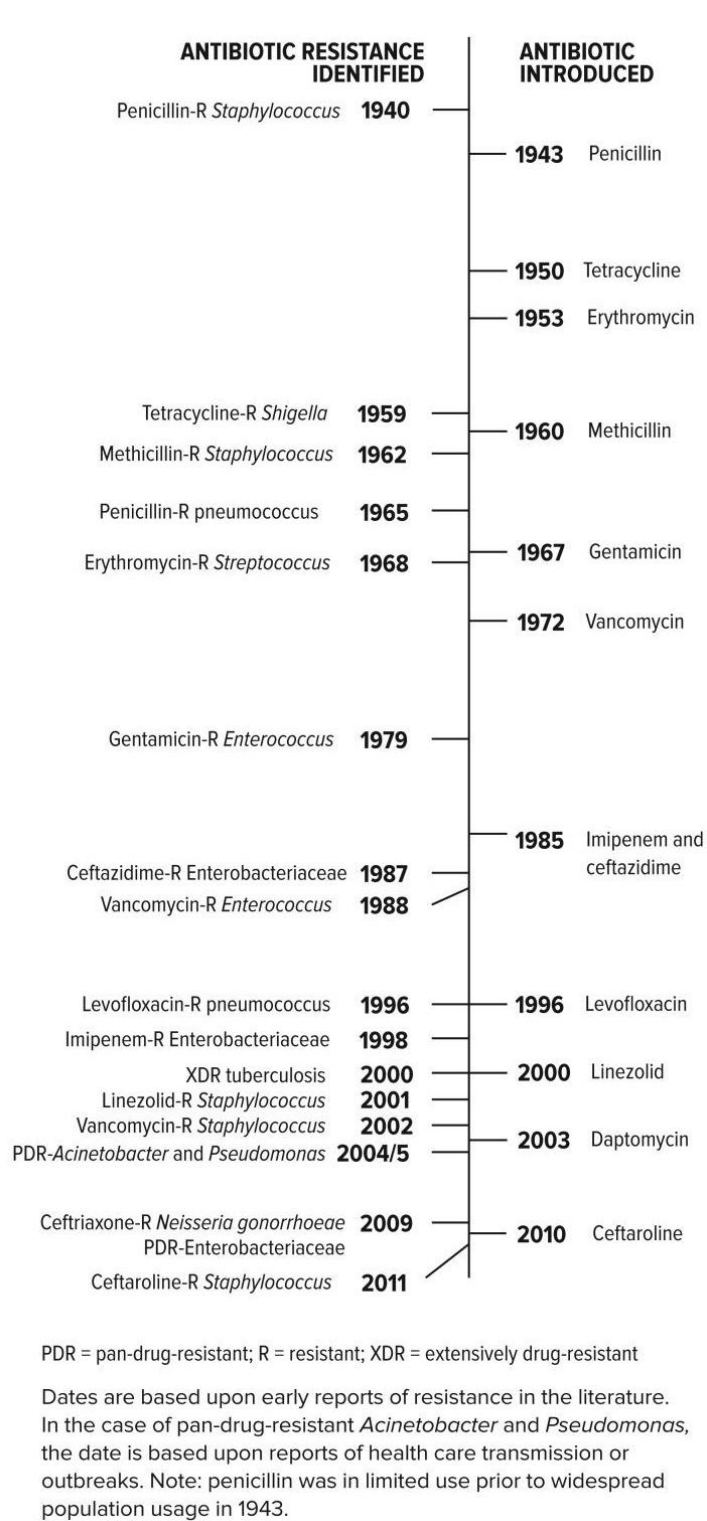 ANTIBIOTIC RESISTANCE IDENTIFIED
ANTIBIOTIC INTRODUCED
Penicillin-R Staphylococcus 1940
1943 Penicillin
1950 Tetracycline
1953 Erythromycin
Tetracycline-R Shigella 1959
1960 Methicillin
Methicillin-R Staphylococcus 1962
Penicillin-R pneumococcus 1965
1967 Gentamicin
Erythromycin-R Streptococcus 1968
1972 Vancomycin
Gentamicin-R Enterococcus 1979
1985 Imipenem and
ceftazidime
Ceftazidime-R Enterobacteriaceae 1987
Vancomycin-R Enterococcus 1988
Levofloxacin-R pneumococcus 1996
1996 Levofloxacin
Imipenem-R Enterobacteriaceae 1998
XDR tuberculosis 2000
2000 Linezolid
Linezolid-R Staphylococcus 2001
Vancomycin-R Staphylococcus 2002
2003 Daptomycin
PDR-Acinetobacter and Pseudomonas 2004/5
Ceftriaxone-R Neisseria gonorrhoeae 2009
PDR-Enterobacteriaceae
2010 Ceftaroline
Ceftaroline-R Staphylococcus 2011
PDR = pan-drug-resistant; R = resistant; XDR = extensively drug-resistant
Dates are based upon early reports of resistance in the literature.
In the case of pan-drug-resistant Acinetobacter and Pseudomonas,
the date is based upon reports of health care transmission or
outbreaks. Note: penicillin was in limited use prior to widespread
population usage in 1943.